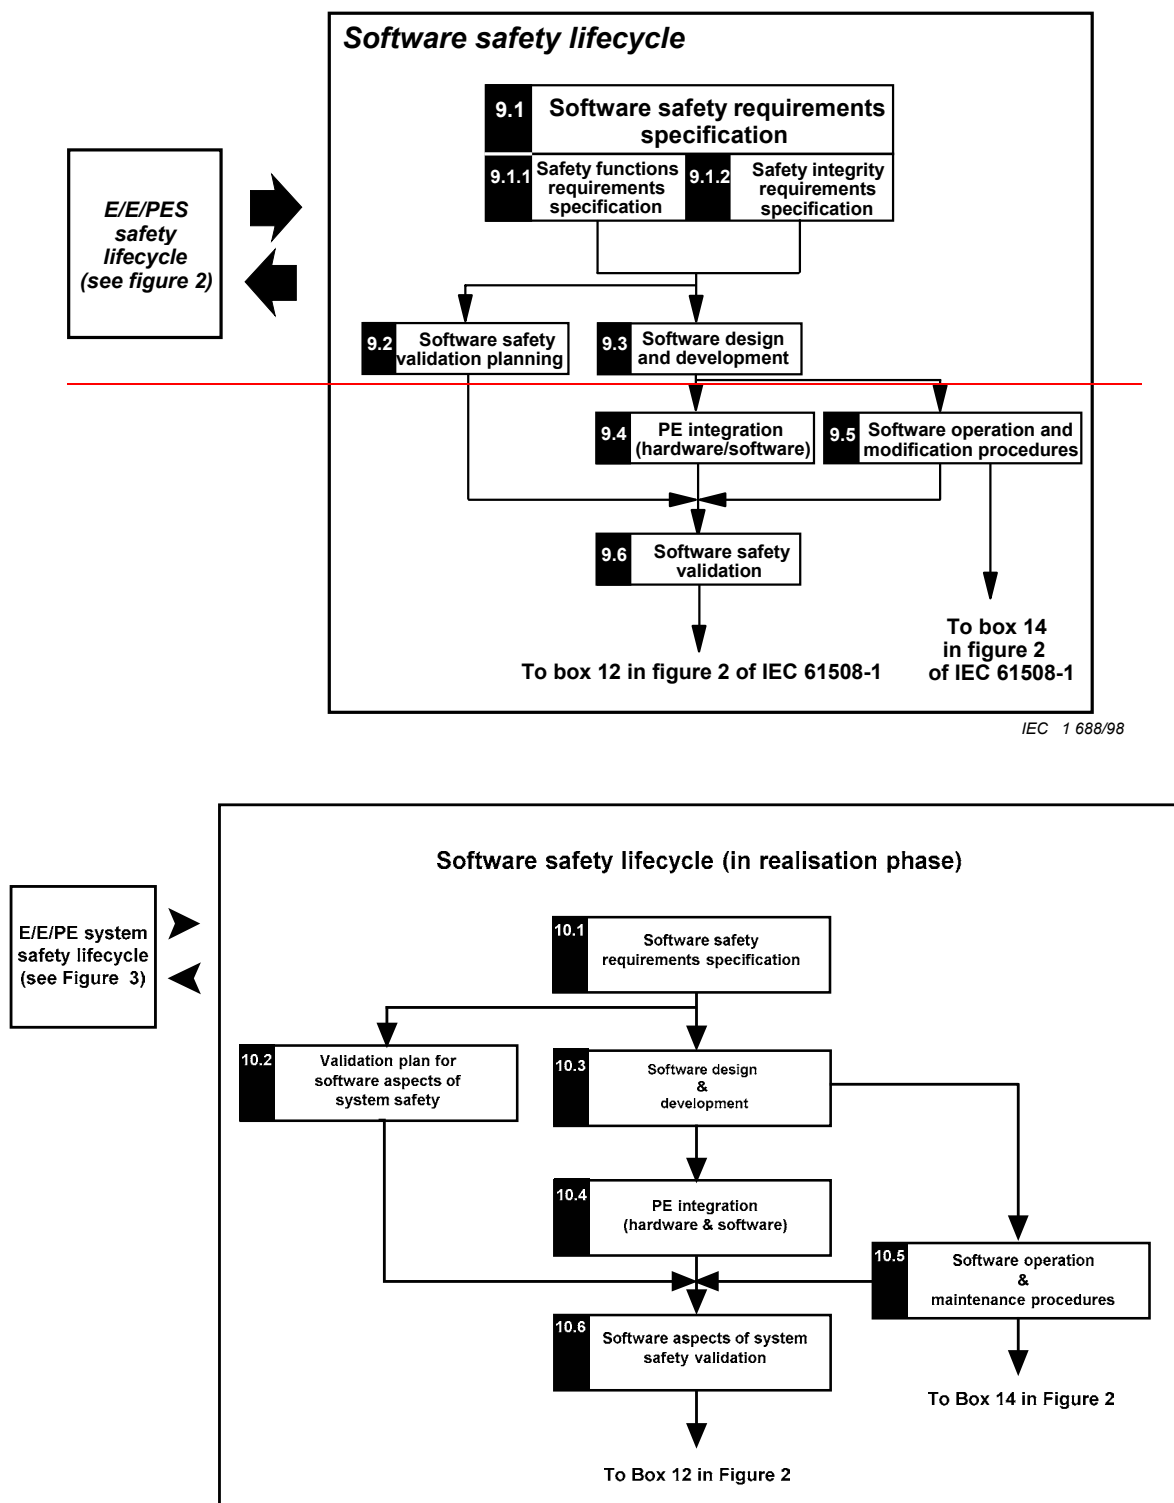 Software safety lifecycle
9.1
Software safety requirements
specification
9.1.1
Safety functions
requirements
specification
9.1.2
Safety integrity
requirements
specification
E/E/PES
safety
lifecycle
(see figure 2)
9.2
Software safety
validation planning
9.3
Software design
and development
9.4
PE integration
(hardware/software)
9.5
Software operation and
modification procedures
9.6
Software safety
validation
To box 12 in figure 2 of IEC 61508-1
To box 14
in figure 2
of IEC 61508-1
IEC 1 688/98
Software safety lifecycle (in realisation phase)
E/E/PE system
safety lifecycle
(see Figure 3)
10.1
Software safety
requirements specification
10.2
Validation plan for
software aspects of
system safety
10.3
Software design
&
development
10.4
PE integration
(hardware & software)
10.5
Software operation
&
maintenance procedures
10.6
Software aspects of system
safety validation
To Box 14 in Figure 2
To Box 12 in Figure 2